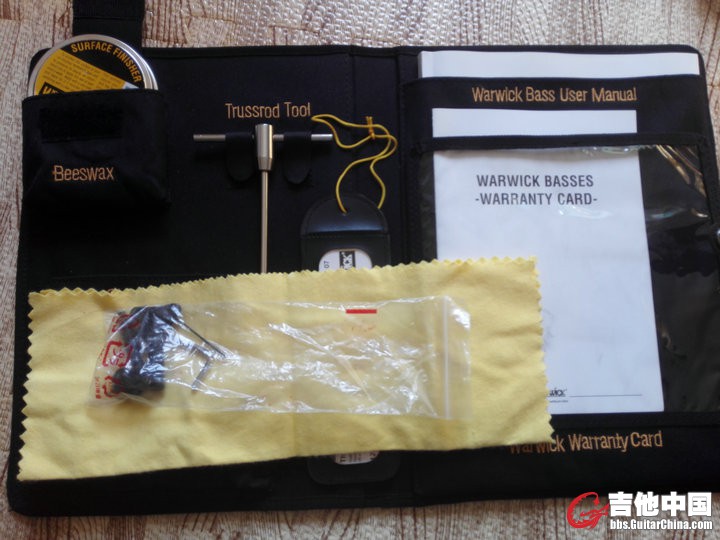 SURFACE FINISHER
Beeswax
Trussrod Tool
Warwick Bass User Manual
WARWICK BASSES
-WARRANTY CARD-
Warwick Warranty Card
吉他中国
bbs.GuitarChina.com